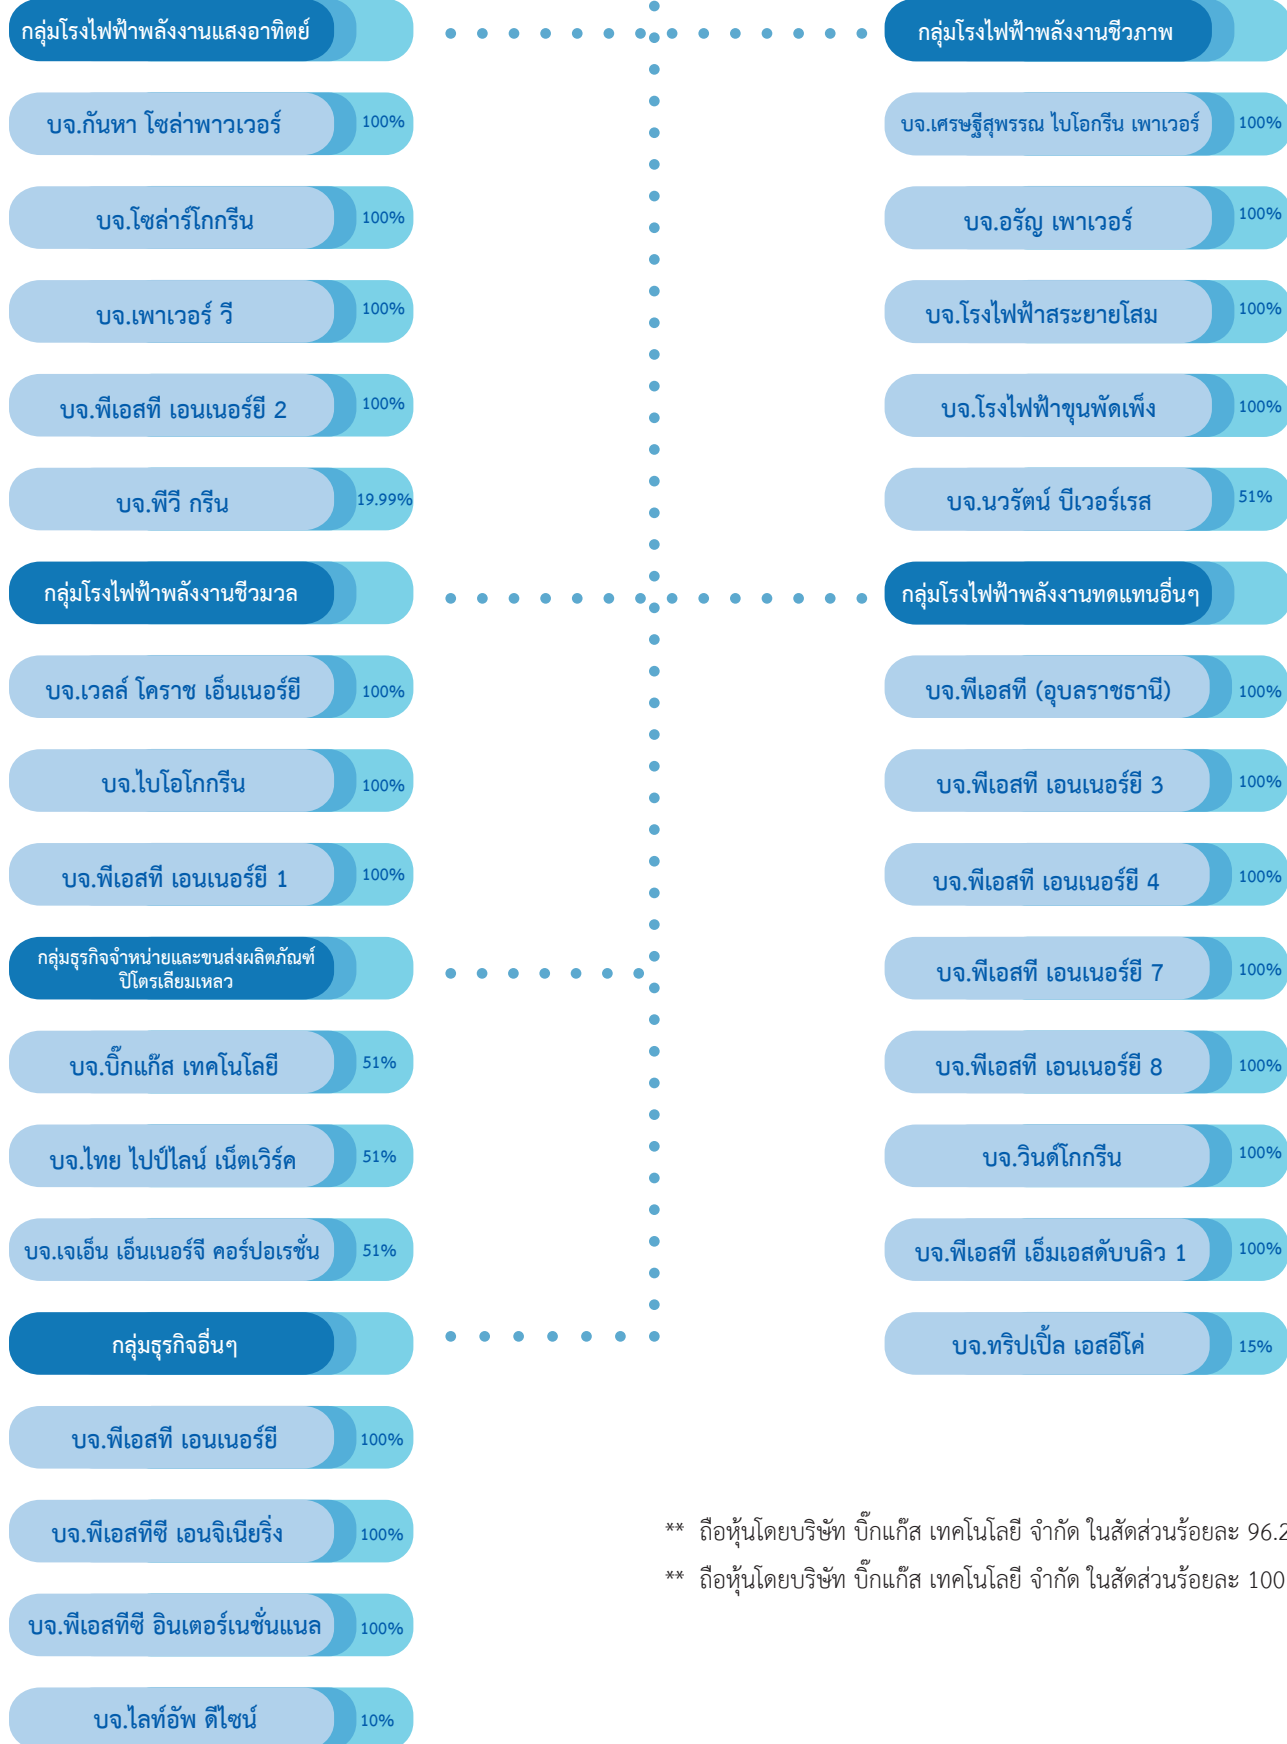 กลุ่มโรงไฟฟ้าพลังงานแสงอาทิตย์
บจ.กันหา โซล่าพาวเวอร์ 100%
บจ.โซล่าร์โกกรีน 100%
บจ.เพาเวอร์ วี 100%
บจ.พีเอสที เอนเนอร์ยี 2 100%
บจ.พีวี กรีน 19.99%
กลุ่มโรงไฟฟ้าพลังงานชีวมวล
บจ.เวลล์ โคราช เอ็นเนอร์ยี 100%
บจ.ไบโอโกกรีน 100%
บจ.พีเอสที เอนเนอร์ยี 1 100%
กลุ่มธุรกิจจำหน่ายและขนส่งผลิตภัณฑ์
ปิโตรเลียมเหลว
บจ.บิ๊กแก๊ส เทคโนโลยี 51%
บจ.ไทย ไปป์ไลน์ เน็ตเวิร์ค 51%
บจ.เจเอ็น เอ็นเนอร์จี คอร์ปอเรชั่น 51%
กลุ่มธุรกิจอื่นๆ
บจ.พีเอสที เอนเนอร์ยี 100%
บจ.พีเอสทีซี เอนจิเนียริ่ง 100%
บจ.พีเอสทีซี อินเตอร์เนชั่นแนล 100%
บจ.ไลท์อัพ ดีไซน์ 10%
กลุ่มโรงไฟฟ้าพลังงานชีวภาพ
บจ.เศรษฐีสุพรรณ ไบโอกรีน เพาเวอร์ 100%
บจ.อรัญ เพาเวอร์ 100%
บจ.โรงไฟฟ้าสระยายโสม 100%
บจ.โรงไฟฟ้าขุนพัดเพ็ง 100%
บจ.นวรัตน์ บีเวอร์เรส 51%
กลุ่มโรงไฟฟ้าพลังงานทดแทนอื่นๆ
บจ.พีเอสที (อุบลราชธานี) 100%
บจ.พีเอสที เอนเนอร์ยี 3 100%
บจ.พีเอสที เอนเนอร์ยี 4 100%
บจ.พีเอสที เอนเนอร์ยี 7 100%
บจ.พีเอสที เอนเนอร์ยี 8 100%
บจ.วินด์โกกรีน 100%
บจ.พีเอสที เอ็มเอสดับบลิว 1 100%
บจ.ทริปเปิ้ล เอสอีโค่ 15%
** ถือหุ้นโดยบริษัท บิ๊กแก๊ส เทคโนโลยี จำกัด ในสัดส่วนร้อยละ 96.2
** ถือหุ้นโดยบริษัท บิ๊กแก๊ส เทคโนโลยี จำกัด ในสัดส่วนร้อยละ 100